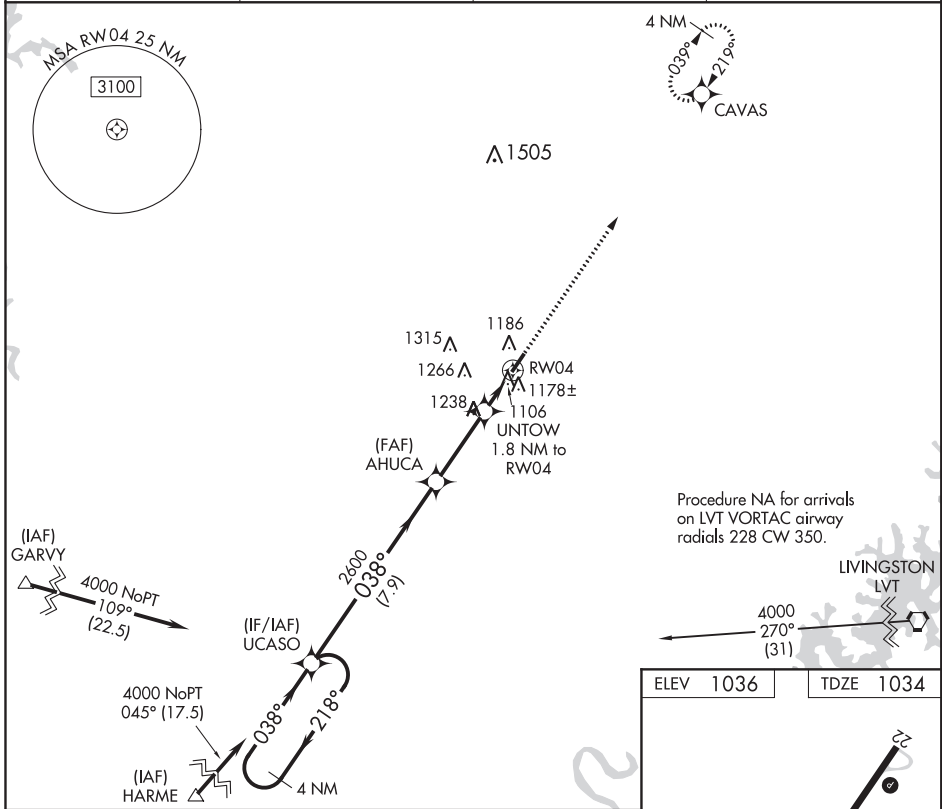 MSA RW04 25 NM
3100
4 NM
039°
219°
CAVAS
1505
1315
1186
1266
RW04
1178±
1238
1106
UNTOW
1.8 NM to
RW04
(FAF)
AHUCA
Procedure NA for arrivals
on LVT VORTAC airway
radials 228 CW 350.
(IAF)
GARVY
4000 NoPT
109°
(22.5)
2600
038°
(7.9)
LIVINGSTON
LVT
4000
270°
(31)
(IF/IAF)
UCASO
4000 NoPT
045° (17.5)
038°
218°
4 NM
(IAF)
HARME
ELEV 1036
TDZE 1034
22
P